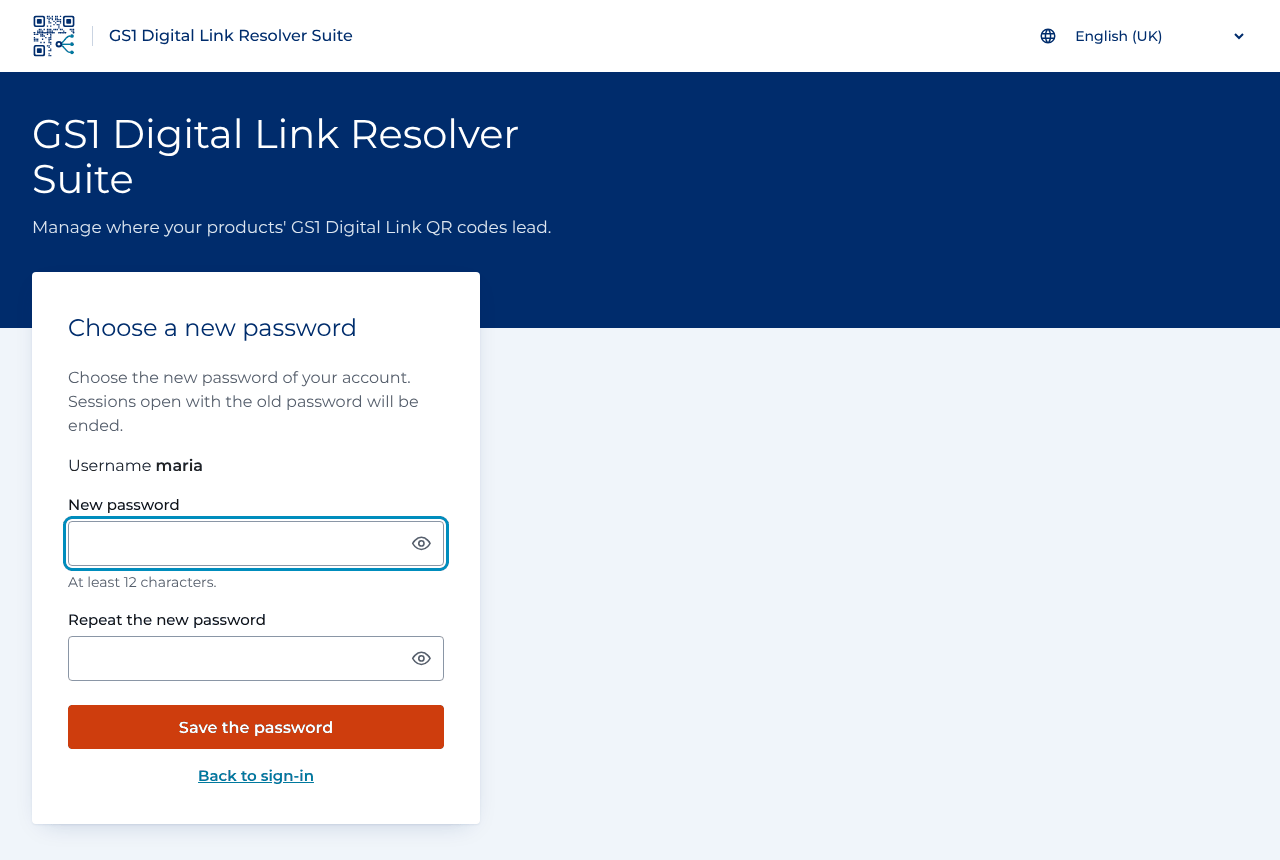 GS1 Digital Link Resolver Suite
English (UK)
GS1 Digital Link Resolver
Suite
Manage where your products' GS1 Digital Link QR codes lead.
Choose a new password
Choose the new password of your account.
Sessions open with the old password will be
ended.
Username maria
New password
At least 12 characters.
Repeat the new password
Save the password
Back to sign-in